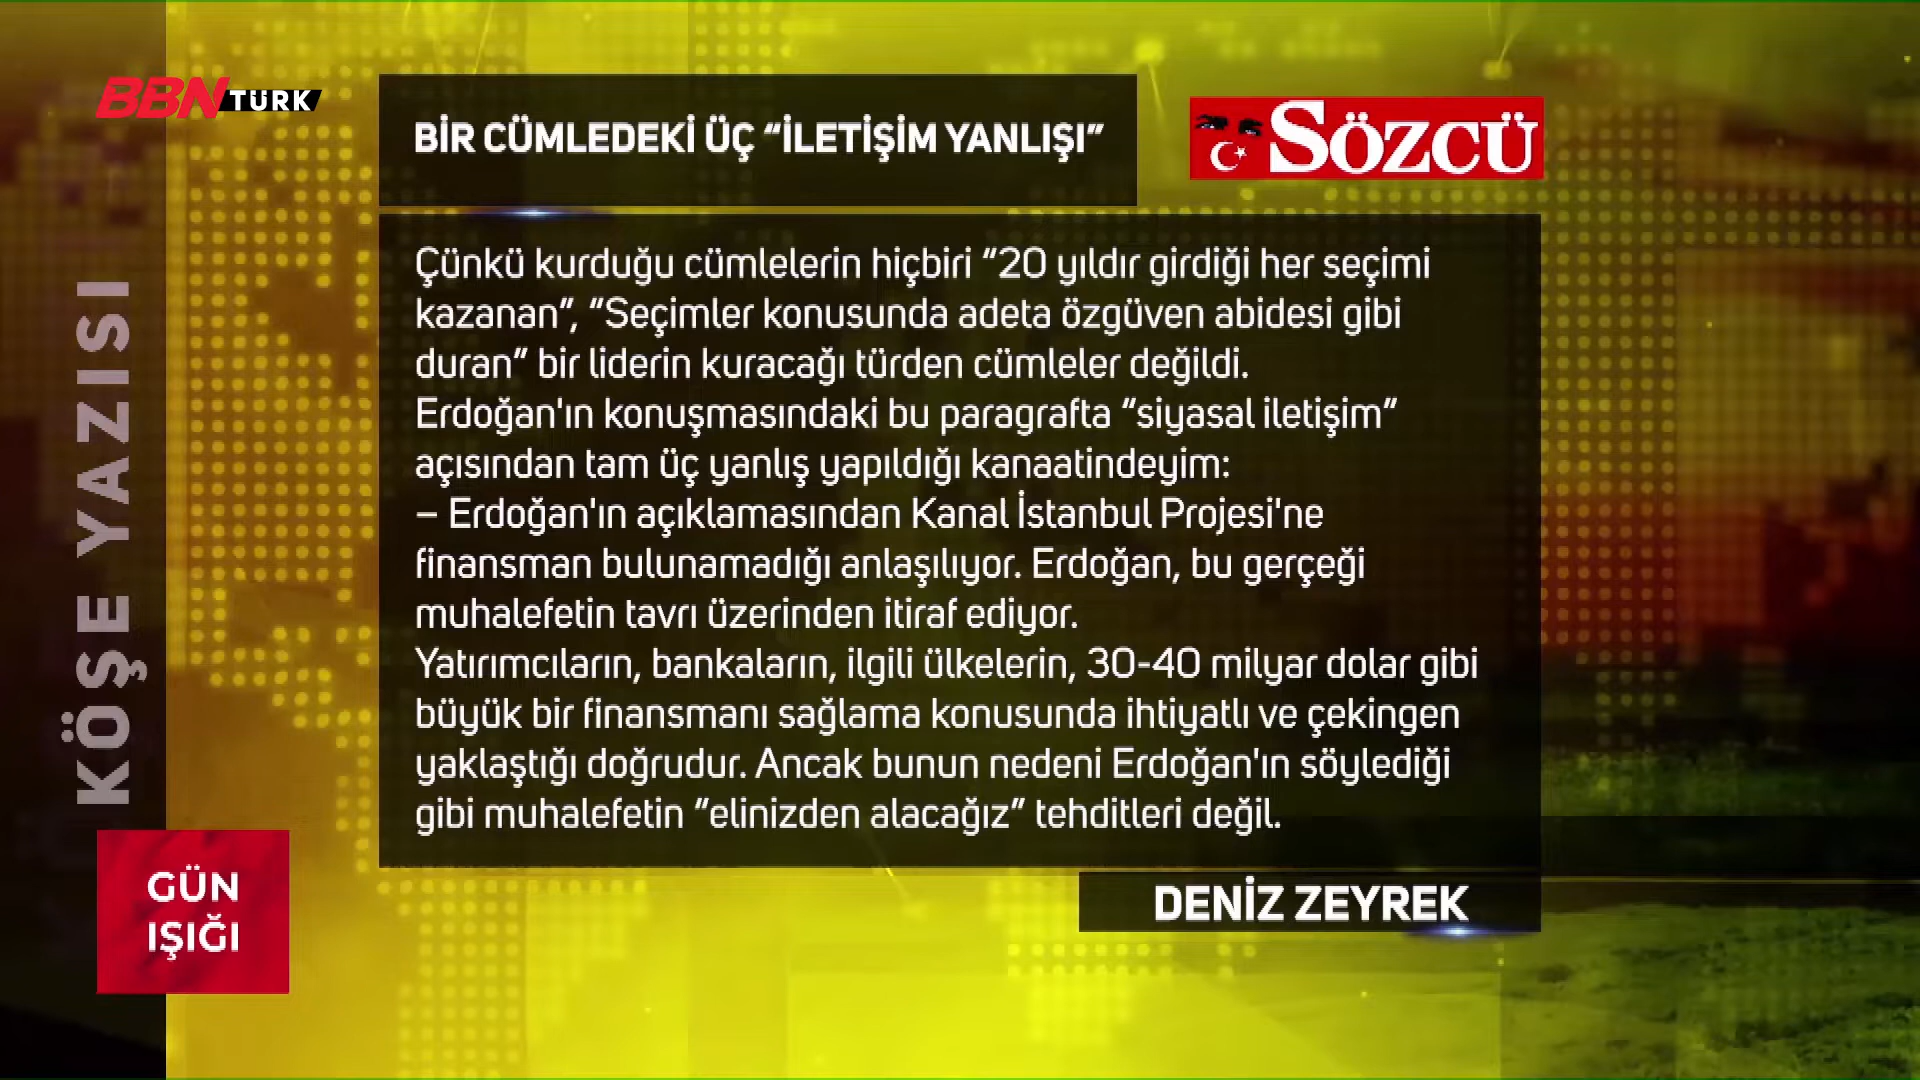 BBN TÜRK
BİR CÜMLEDEKİ ÜÇ “İLETİŞİM YANLIŞI”
SÖZCÜ
Çünkü kurduğu cümlelerin hiçbiri “20 yıldır girdiği her seçimi
kazanan”, “Seçimler konusunda adeta özgüven abidesi gibi
duran” bir liderin kuracağı türden cümleler değildi.
Erdoğan'ın konuşmasındaki bu paragrafta “siyasal iletişim”
açısından tam üç yanlış yapıldığı kanaatindeyim:
– Erdoğan'ın açıklamasından Kanal İstanbul Projesi'ne
finansman bulunamadığı anlaşılıyor. Erdoğan, bu gerçeği
muhalefetin tavrı üzerinden itiraf ediyor.
Yatırımcıların, bankaların, ilgili ülkelerin, 30-40 milyar dolar gibi
büyük bir finansmanı sağlama konusunda ihtiyatlı ve çekingen
yaklaştığı doğrudur. Ancak bunun nedeni Erdoğan'ın söylediği
gibi muhalefetin “elinizden alacağız” tehditleri değil.
DENİZ ZEYREK
KÖŞE YAZISI
GÜN
IŞIĞI